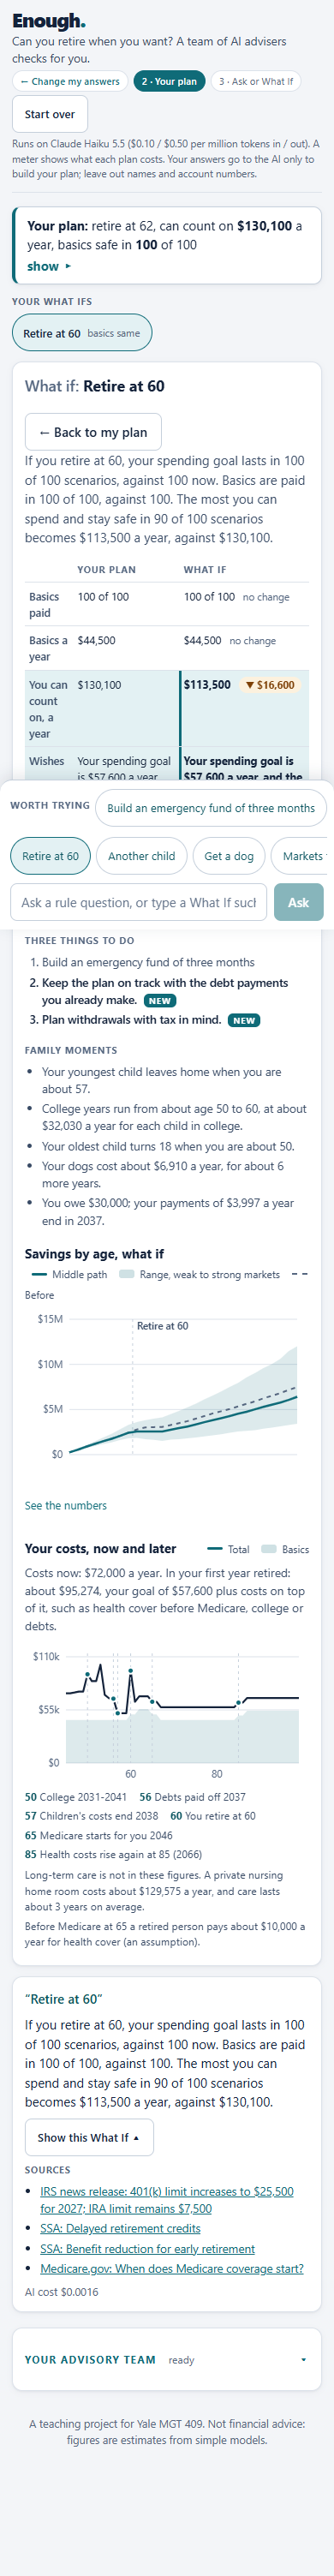 Enough.
Can you retire when you want? A team of AI advisers
checks for you.
← Change my answers
2 · Your plan
3 · Ask or What If
Start over
Runs on Claude Haiku 5.5 ($0.10 / $0.50 per million tokens in / out). A
meter shows what each plan costs. Your answers go to the AI only to
build your plan; leave out names and account numbers.
Your plan: retire at 62, can count on $130,100 a
year, basics safe in 100 of 100
show ▸
YOUR WHAT IFS
Retire at 60 basics same
What if: Retire at 60
← Back to my plan
If you retire at 60, your spending goal lasts in 100
of 100 scenarios, against 100 now. Basics are paid
in 100 of 100, against 100. The most you can
spend and stay safe in 90 of 100 scenarios
becomes $113,500 a year, against $130,100.
YOUR PLAN WHAT IF
Basics paid 100 of 100 100 of 100 no change
Basics a year $44,500 $44,500 no change
You can count on, a year $130,100 $113,500 ▼ $16,600
Wishes Your spending goal Your spending goal is
is $57,600 a year $57,600 a year, and the
WORTH TRYING
Build an emergency fund of three months
Retire at 60
Another child
Get a dog
Markets
Ask a rule question, or type a What If such
Ask
THREE THINGS TO DO
1. Build an emergency fund of three months
2. Keep the plan on track with the debt payments
you already make. NEW
3. Plan withdrawals with tax in mind. NEW
FAMILY MOMENTS
• Your youngest child leaves home when you are
about 57.
• College years run from about age 50 to 60, at about
$32,030 a year for each child in college.
• Your oldest child turns 18 when you are about 50.
• Your dogs cost about $6,910 a year, for about 6
more years.
• You owe $30,000; your payments of $3,997 a year
end in 2037.
Savings by age, what if
Middle path
Range, weak to strong markets
Before
$15M
Retire at 60
$10M
$5M
$0
See the numbers
Your costs, now and later
Total
Basics
Costs now: $72,000 a year. In your first year retired:
about $95,274, your goal of $57,600 plus costs on top
of it, such as health cover before Medicare, college or
debts.
$110k
$55k
$0
60 80
50 College 2031-2041 56 Debts paid off 2037
57 Children's costs end 2038 60 You retire at 60
65 Medicare starts for you 2046
85 Health costs rise again at 85 (2066)
Long-term care is not in these figures. A private nursing
home room costs about $129,575 a year, and care lasts
about 3 years on average.
Before Medicare at 65 a retired person pays about $10,000 a
year for health cover (an assumption).
“Retire at 60”
If you retire at 60, your spending goal lasts in 100
of 100 scenarios, against 100 now. Basics are paid
in 100 of 100, against 100. The most you can
spend and stay safe in 90 of 100 scenarios
becomes $113,500 a year, against $130,100.
Show this What If ▴
SOURCES
• IRS news release: 401(k) limit increases to $25,500
for 2027; IRA limit remains $7,500
• SSA: Delayed retirement credits
• SSA: Benefit reduction for early retirement
• Medicare.gov: When does Medicare coverage start?
AI cost $0.0016
YOUR ADVISORY TEAM ready ▾
A teaching project for Yale MGT 409. Not financial advice:
figures are estimates from simple models.